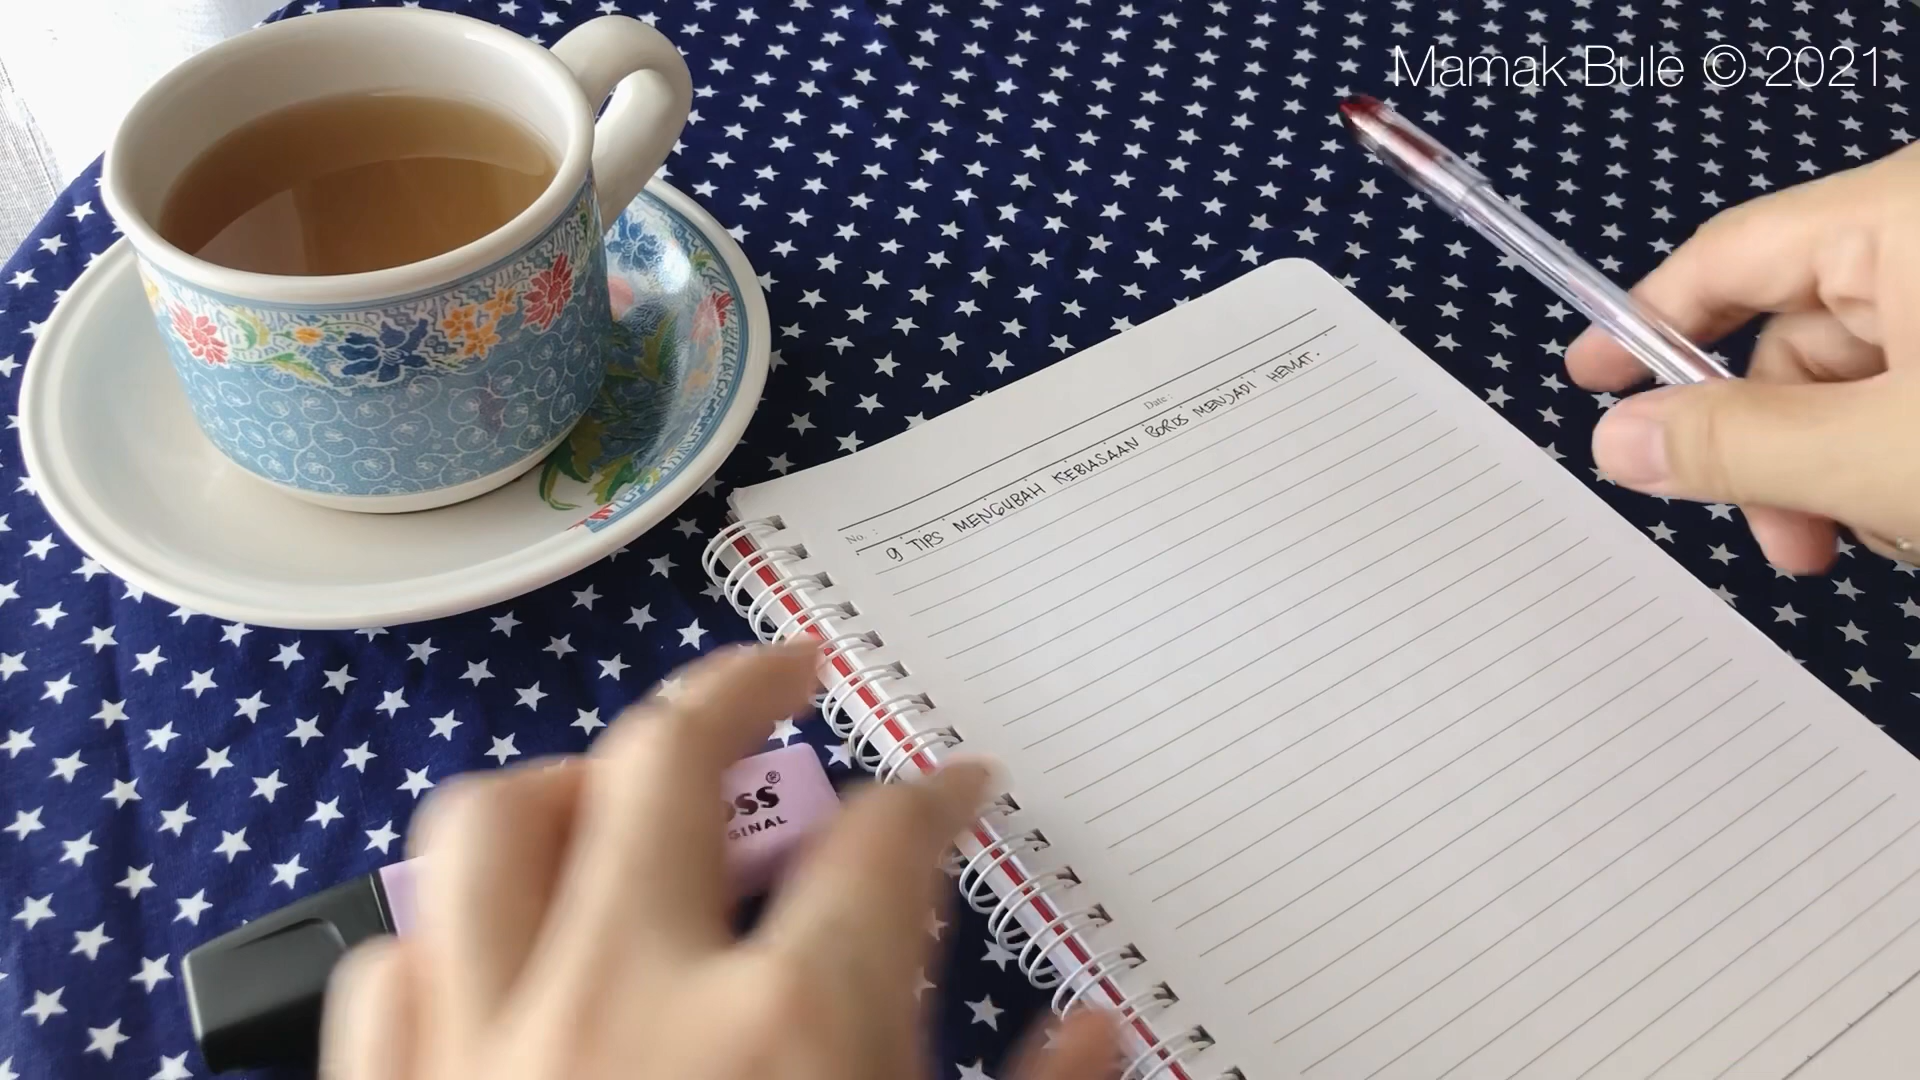 Mamak Bule © 2021
Date :
No. :
9 TIPS MENGUBAH KEBIASAAN BOROS MENJADI HEMAT.
OSS®
GINAL